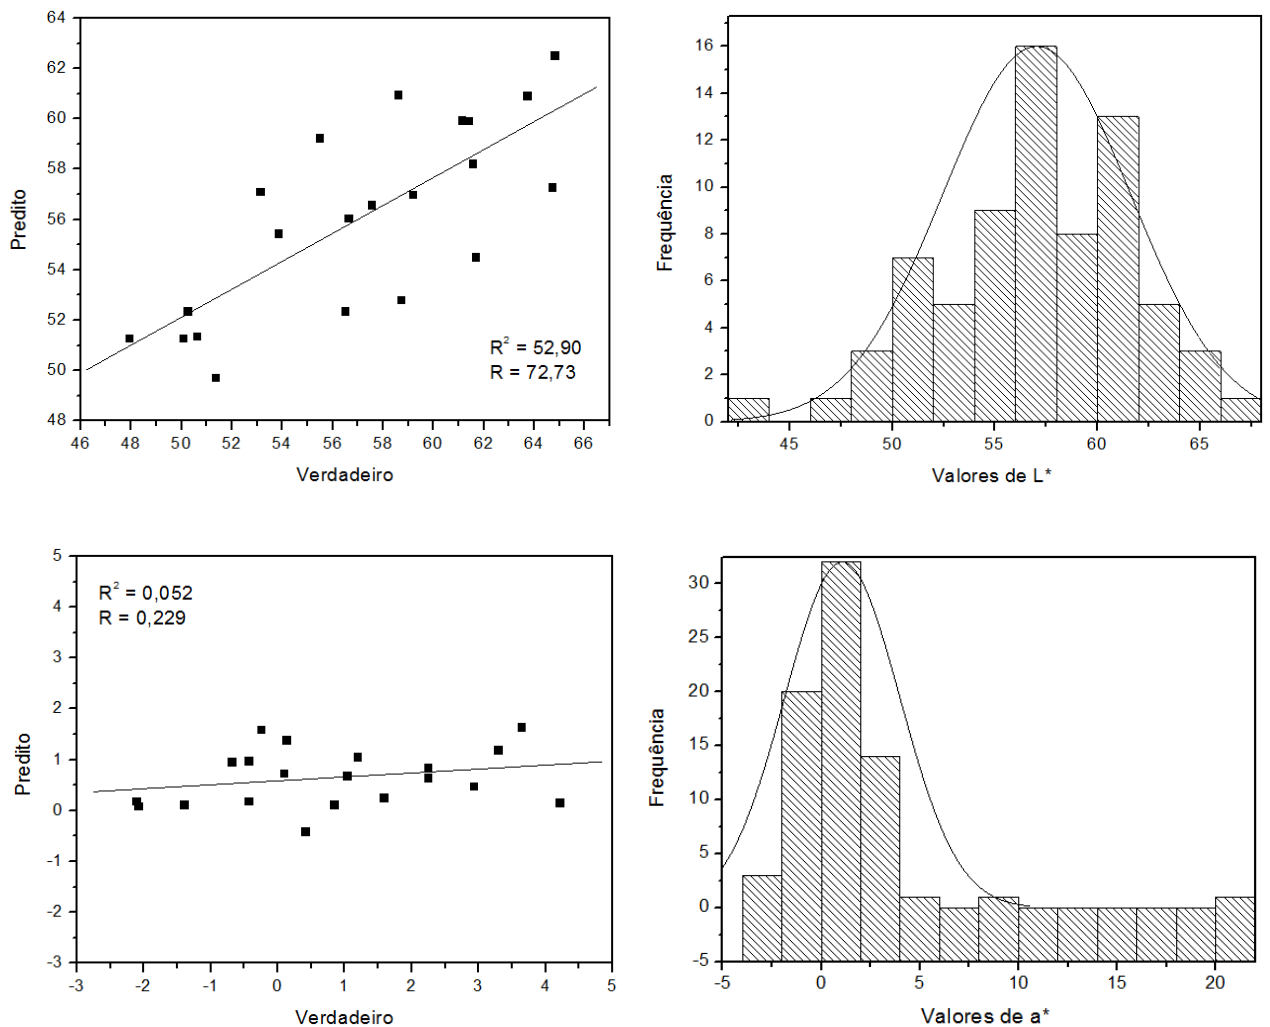 64
62
60
58
56
54
52
50
48
Predito
R² = 52,90
R = 72,73
46 48 50 52 54 56 58 60 62 64 66
Verdadeiro
16
14
12
10
8
6
4
2
0
Frequência
45 50 55 60 65
Valores de L*
5
4
3
2
1
0
-1
-2
-3
Predito
R² = 0,052
R = 0,229
-3 -2 -1 0 1 2 3 4 5
Verdadeiro
30
25
20
15
10
5
0
-5
Frequência
-5 0 5 10 15 20
Valores de a*